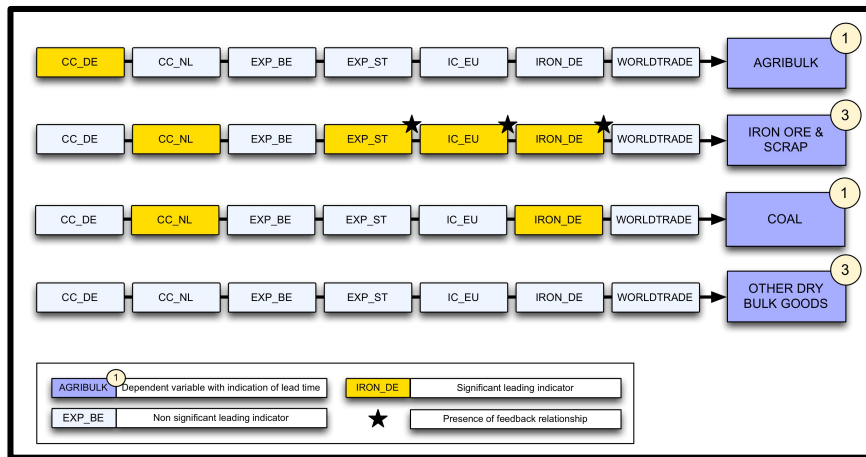 1
CC_DE CC_NL EXP_BE EXP_ST IC_EU IRON_DE WORLDTRADE AGRIBULK
3
CC_DE CC_NL EXP_BE EXP_ST IC_EU IRON_DE WORLDTRADE IRON ORE &
SCRAP
1
CC_DE CC_NL EXP_BE EXP_ST IC_EU IRON_DE WORLDTRADE COAL
3
CC_DE CC_NL EXP_BE EXP_ST IC_EU IRON_DE WORLDTRADE OTHER DRY
BULK GOODS
1
AGRIBULK Dependent variable with indication of lead time IRON_DE Significant leading indicator
EXP_BE Non significant leading indicator Presence of feedback relationship